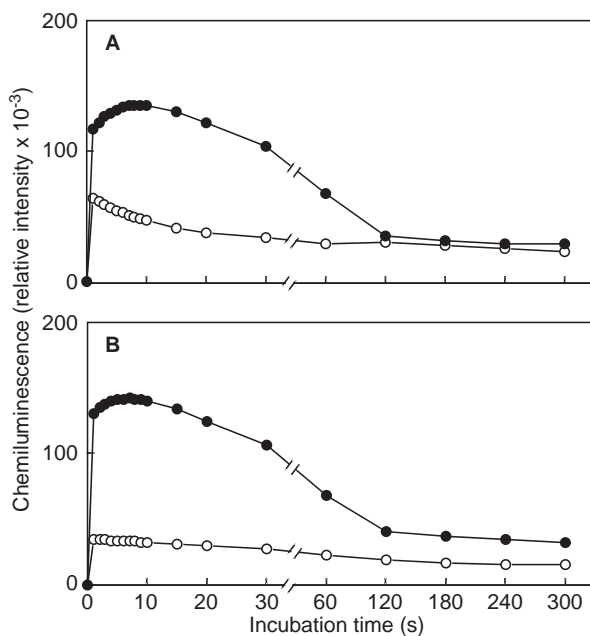 Chemiluminescence (relative intensity x 10-3)
200
A
100
0
200
B
100
0
0 10 20 30 60 120 180 240 300
Incubation time (s)